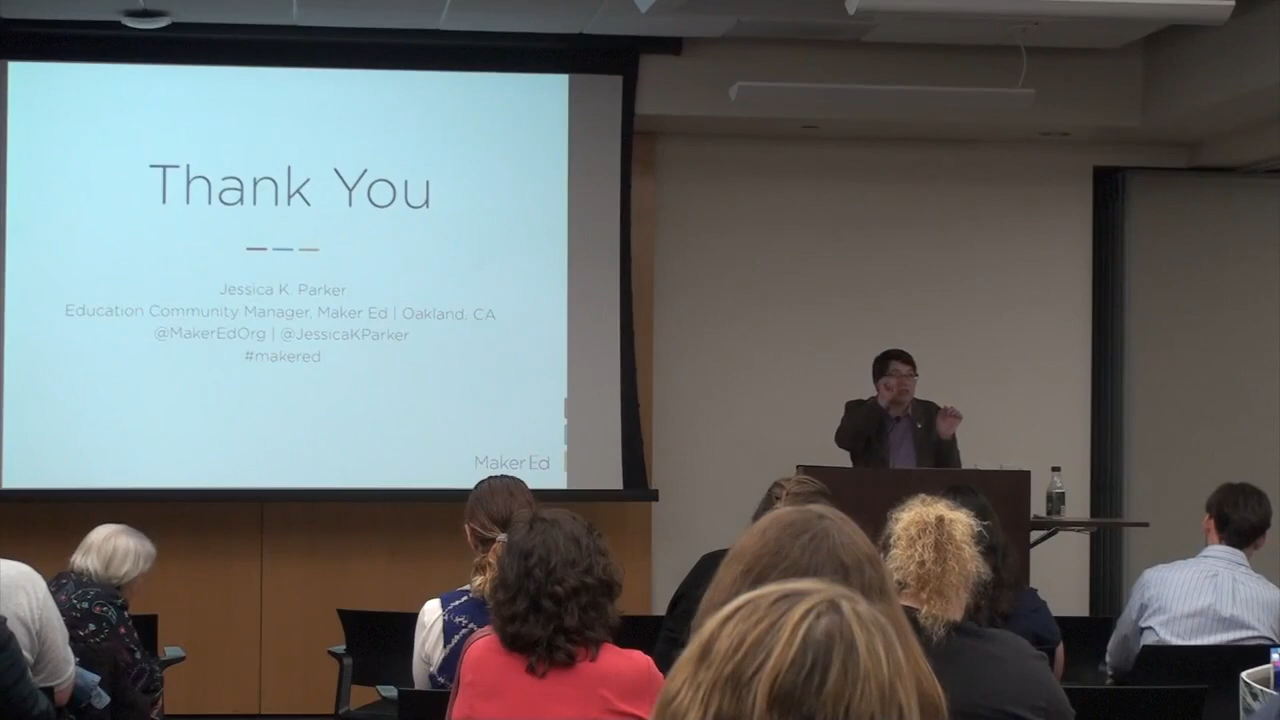 Thank You
Jessica K. Parker
Education Community Manager, Maker Ed | Oakland, CA
@MakerEdOrg | @JessicaKParker
#makered
Maker Ed